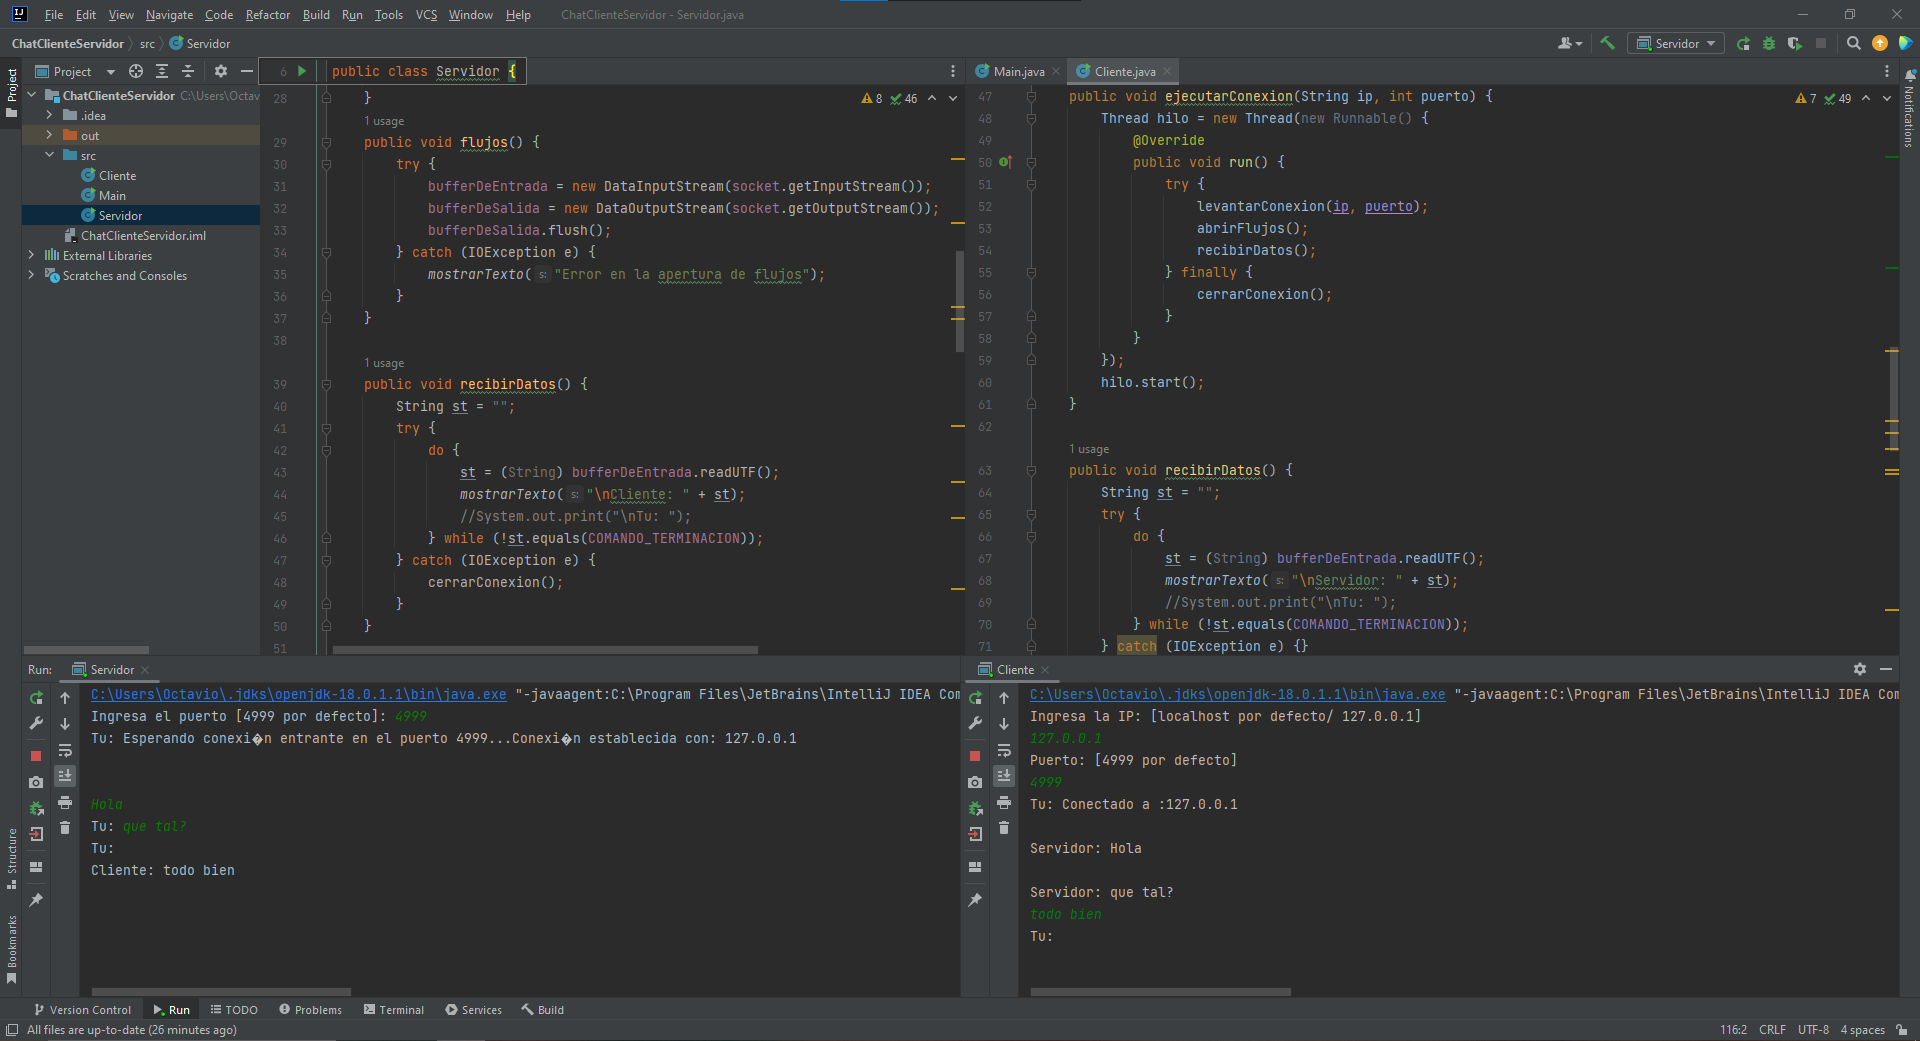 File Edit View Navigate Code Refactor Build Run Tools VCS Window Help ChatClienteServidor - Servidor.java
ChatClienteServidor src Servidor
Servidor
Project
Project
ChatClienteServidor C:\Users\Octav
.idea
out
src
Cliente
Main
Servidor
ChatClienteServidor.iml
External Libraries
Scratches and Consoles
6 public class Servidor {
8 46
28 }
1 usage
29 public void flujos() {
30 try {
31 bufferDeEntrada = new DataInputStream(socket.getInputStream());
32 bufferDeSalida = new DataOutputStream(socket.getOutputStream());
33 bufferDeSalida.flush();
34 } catch (IOException e) {
35 mostrarTexto( s: "Error en la apertura de flujos");
36 }
37 }
38
1 usage
39 public void recibirDatos() {
40 String st = "";
41 try {
42 do {
43 st = (String) bufferDeEntrada.readUTF();
44 mostrarTexto( s: "\nCliente: " + st);
45 //System.out.print("\nTu: ");
46 } while (!st.equals(COMANDO_TERMINACION));
47 } catch (IOException e) {
48 cerrarConexion();
49 }
50 }
51
Main.java Cliente.java
7 49
47 public void ejecutarConexion(String ip, int puerto) {
48 Thread hilo = new Thread(new Runnable() {
49 @Override
50 public void run() {
51 try {
52 levantarConexion(ip, puerto);
53 abrirFlujos();
54 recibirDatos();
55 } finally {
56 cerrarConexion();
57 }
58 }
59 });
60 hilo.start();
61 }
62
1 usage
63 public void recibirDatos() {
64 String st = "";
65 try {
66 do {
67 st = (String) bufferDeEntrada.readUTF();
68 mostrarTexto( s: "\nServidor: " + st);
69 //System.out.print("\nTu: ");
70 } while (!st.equals(COMANDO_TERMINACION));
71 } catch (IOException e) {}
Notifications
Run: Servidor
C:\Users\Octavio\.jdks\openjdk-18.0.1.1\bin\java.exe "-javaagent:C:\Program Files\JetBrains\IntelliJ IDEA Com
Ingresa el puerto [4999 por defecto]: 4999
Tu: Esperando conexi�n entrante en el puerto 4999...Conexi�n establecida con: 127.0.0.1
Hola
Tu: que tal?
Tu:
Cliente: todo bien
Cliente
C:\Users\Octavio\.jdks\openjdk-18.0.1.1\bin\java.exe "-javaagent:C:\Program Files\JetBrains\IntelliJ IDEA Com
Ingresa la IP: [localhost por defecto/ 127.0.0.1]
127.0.0.1
Puerto: [4999 por defecto]
4999
Tu: Conectado a :127.0.0.1
Servidor: Hola
Servidor: que tal?
todo bien
Tu:
Structure
Bookmarks
Version Control Run TODO Problems Terminal Services Build
All files are up-to-date (26 minutes ago)
116:2 CRLF UTF-8 4 spaces